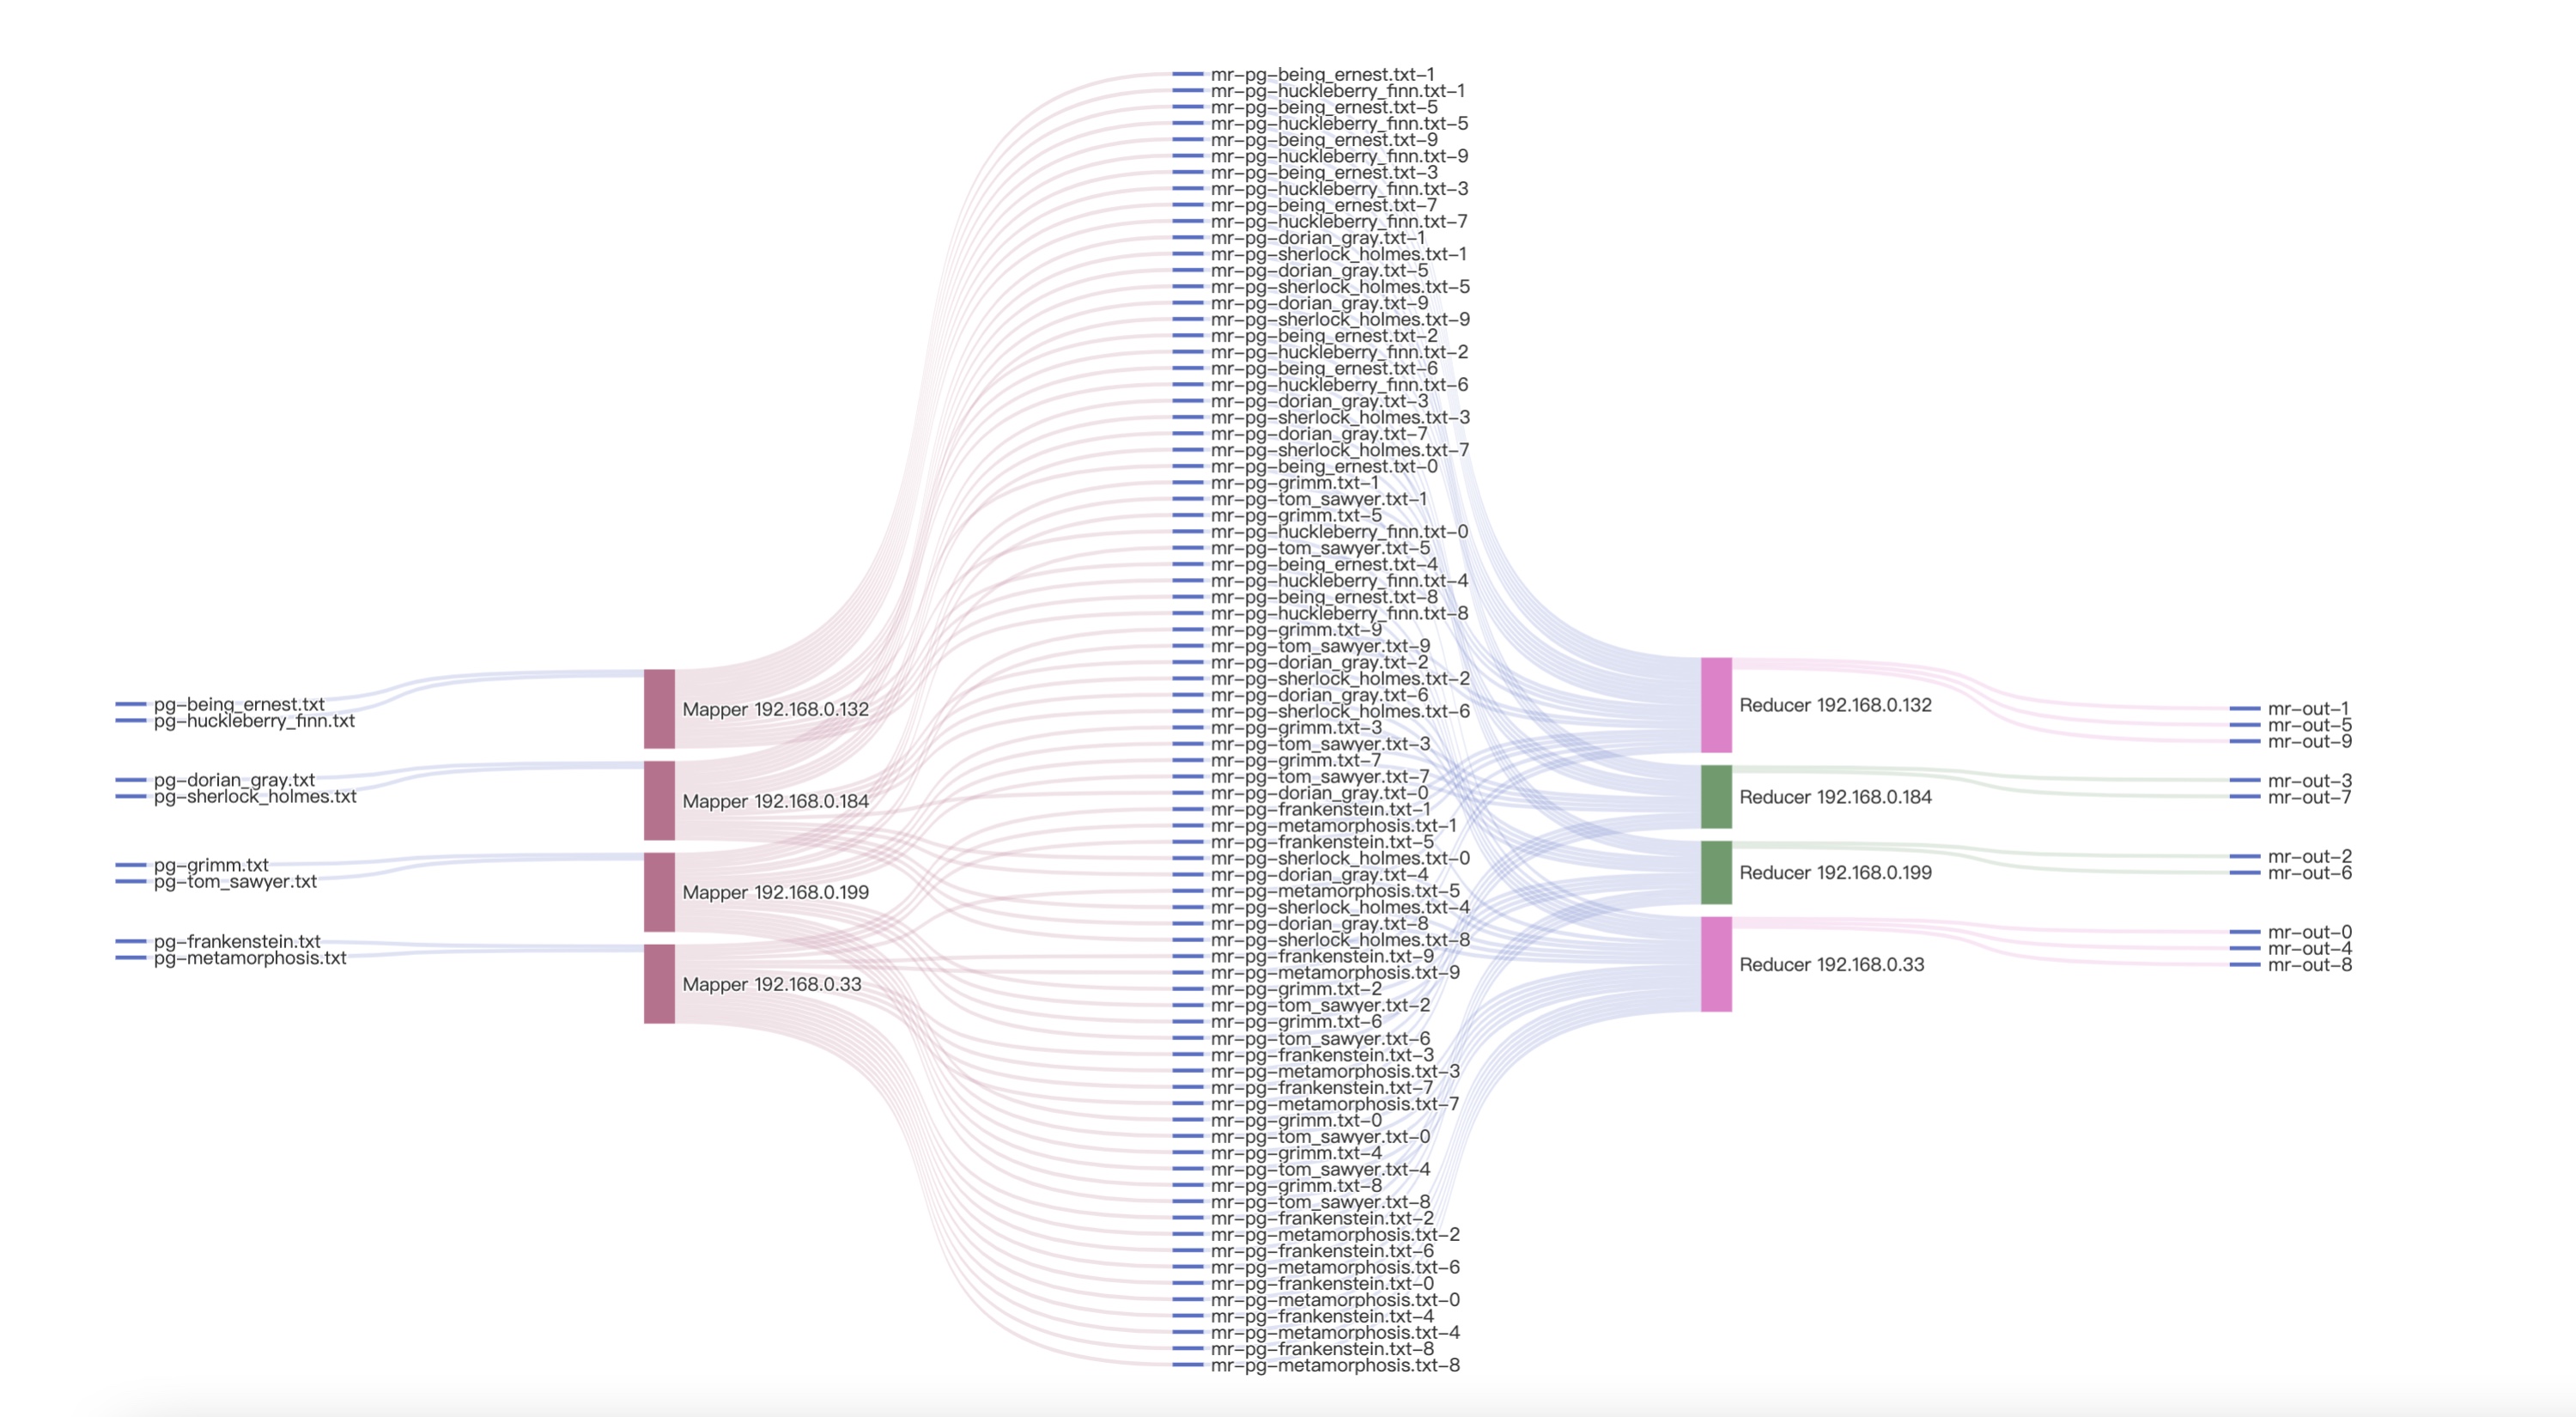 pg-being_ernest.txt
pg-huckleberry_finn.txt
pg-dorian_gray.txt
pg-sherlock_holmes.txt
pg-grimm.txt
pg-tom_sawyer.txt
pg-frankenstein.txt
pg-metamorphosis.txt
Mapper 192.168.0.132
Mapper 192.168.0.184
Mapper 192.168.0.199
Mapper 192.168.0.33
mr-pg-being_ernest.txt-1
mr-pg-huckleberry_finn.txt-1
mr-pg-being_ernest.txt-5
mr-pg-huckleberry_finn.txt-5
mr-pg-being_ernest.txt-9
mr-pg-huckleberry_finn.txt-9
mr-pg-being_ernest.txt-3
mr-pg-huckleberry_finn.txt-3
mr-pg-being_ernest.txt-7
mr-pg-huckleberry_finn.txt-7
mr-pg-dorian_gray.txt-1
mr-pg-sherlock_holmes.txt-1
mr-pg-dorian_gray.txt-5
mr-pg-sherlock_holmes.txt-5
mr-pg-dorian_gray.txt-9
mr-pg-sherlock_holmes.txt-9
mr-pg-being_ernest.txt-2
mr-pg-huckleberry_finn.txt-2
mr-pg-being_ernest.txt-6
mr-pg-huckleberry_finn.txt-6
mr-pg-dorian_gray.txt-3
mr-pg-sherlock_holmes.txt-3
mr-pg-dorian_gray.txt-7
mr-pg-sherlock_holmes.txt-7
mr-pg-being_ernest.txt-0
mr-pg-grimm.txt-1
mr-pg-tom_sawyer.txt-1
mr-pg-grimm.txt-5
mr-pg-huckleberry_finn.txt-0
mr-pg-tom_sawyer.txt-5
mr-pg-being_ernest.txt-4
mr-pg-huckleberry_finn.txt-4
mr-pg-being_ernest.txt-8
mr-pg-huckleberry_finn.txt-8
mr-pg-grimm.txt-9
mr-pg-tom_sawyer.txt-9
mr-pg-dorian_gray.txt-2
mr-pg-sherlock_holmes.txt-2
mr-pg-dorian_gray.txt-6
mr-pg-sherlock_holmes.txt-6
mr-pg-grimm.txt-3
mr-pg-tom_sawyer.txt-3
mr-pg-grimm.txt-7
mr-pg-tom_sawyer.txt-7
mr-pg-dorian_gray.txt-0
mr-pg-frankenstein.txt-1
mr-pg-metamorphosis.txt-1
mr-pg-frankenstein.txt-5
mr-pg-sherlock_holmes.txt-0
mr-pg-dorian_gray.txt-4
mr-pg-metamorphosis.txt-5
mr-pg-sherlock_holmes.txt-4
mr-pg-dorian_gray.txt-8
mr-pg-sherlock_holmes.txt-8
mr-pg-frankenstein.txt-9
mr-pg-metamorphosis.txt-9
mr-pg-grimm.txt-2
mr-pg-tom_sawyer.txt-2
mr-pg-grimm.txt-6
mr-pg-tom_sawyer.txt-6
mr-pg-frankenstein.txt-3
mr-pg-metamorphosis.txt-3
mr-pg-frankenstein.txt-7
mr-pg-metamorphosis.txt-7
mr-pg-grimm.txt-0
mr-pg-tom_sawyer.txt-0
mr-pg-grimm.txt-4
mr-pg-tom_sawyer.txt-4
mr-pg-grimm.txt-8
mr-pg-tom_sawyer.txt-8
mr-pg-frankenstein.txt-2
mr-pg-metamorphosis.txt-2
mr-pg-frankenstein.txt-6
mr-pg-metamorphosis.txt-6
mr-pg-frankenstein.txt-0
mr-pg-metamorphosis.txt-0
mr-pg-frankenstein.txt-4
mr-pg-metamorphosis.txt-4
mr-pg-frankenstein.txt-8
mr-pg-metamorphosis.txt-8
Reducer 192.168.0.132
Reducer 192.168.0.184
Reducer 192.168.0.199
Reducer 192.168.0.33
mr-out-1
mr-out-5
mr-out-9
mr-out-3
mr-out-7
mr-out-2
mr-out-6
mr-out-0
mr-out-4
mr-out-8